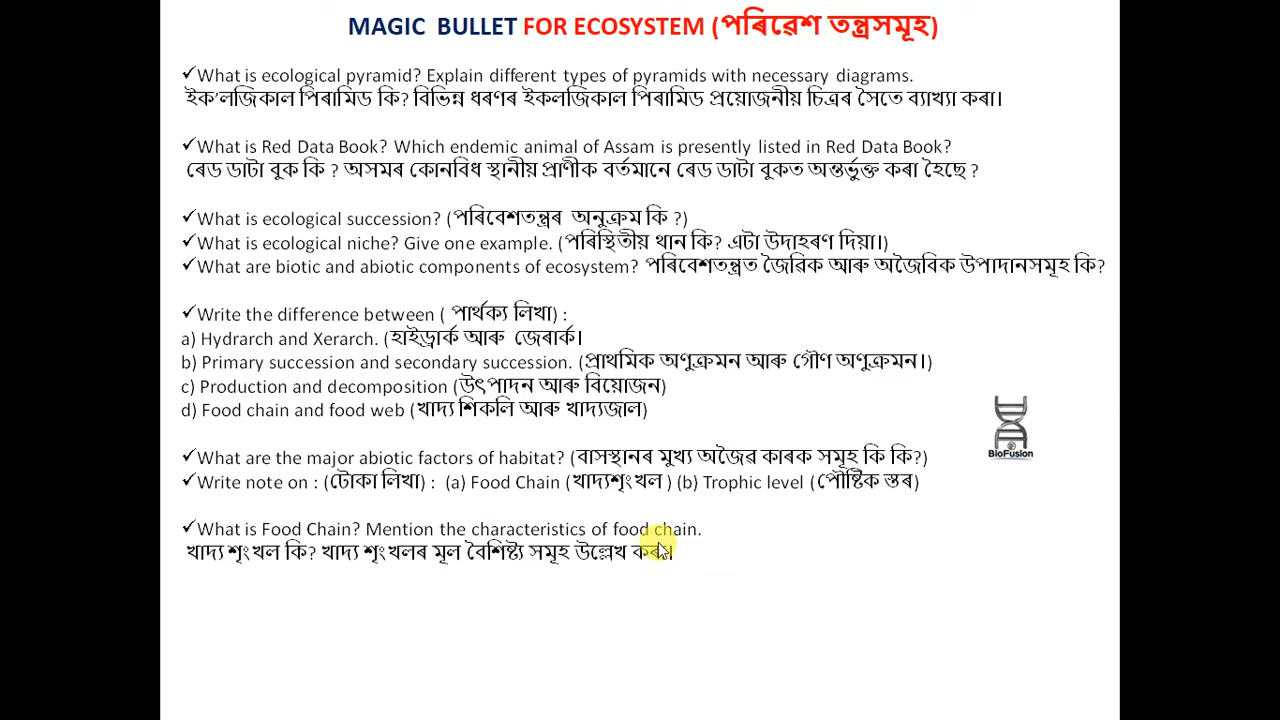 MAGIC BULLET FOR ECOSYSTEM (পৰিৱেশ তন্ত্ৰসমূহ)
✓What is ecological pyramid? Explain different types of pyramids with necessary diagrams.
ইক'লজিকাল পিৰামিড কি? বিভিন্ন ধৰণৰ ইকলজিকাল পিৰামিড প্ৰয়োজনীয় চিত্ৰৰ সৈতে ব্যাখ্যা কৰা।
✓What is Red Data Book? Which endemic animal of Assam is presently listed in Red Data Book?
ৰেড ডাটা বুক কি ? অসমৰ কোনবিধ স্থানীয় প্ৰাণীক বৰ্তমানে ৰেড ডাটা বুকত অন্তৰ্ভুক্ত কৰা হৈছে ?
✓What is ecological succession? (পৰিবেশতন্ত্ৰৰ অনুক্ৰম কি ?)
✓What is ecological niche? Give one example. (পৰিস্থিতীয় থান কি? এটা উদাহৰণ দিয়া।)
✓What are biotic and abiotic components of ecosystem? পৰিবেশতন্ত্ৰত জৈৱিক আৰু অজৈবিক উপাদানসমূহ কি?
✓Write the difference between ( পাৰ্থক্য লিখা) :
a) Hydrarch and Xerarch. (হাইড্ৰাৰ্ক আৰু জেৰাৰ্ক।
b) Primary succession and secondary succession. (প্ৰাথমিক অণুক্ৰমন আৰু গৌণ অণুক্ৰমন।)
c) Production and decomposition (উৎপাদন আৰু বিয়োজন)
d) Food chain and food web (খাদ্য শিকলি আৰু খাদ্যজাল)
BioFusion
✓What are the major abiotic factors of habitat? (বাসস্থানৰ মুখ্য অজৈৱ কাৰক সমূহ কি কি?)
✓Write note on : (টোকা লিখা) : (a) Food Chain (খাদ্যশৃংখল ) (b) Trophic level (পৌষ্টিক স্তৰ)
✓What is Food Chain? Mention the characteristics of food chain.
খাদ্য শৃংখল কি? খাদ্য শৃংখলৰ মূল বৈশিষ্ট্য সমূহ উল্লেখ কৰা।